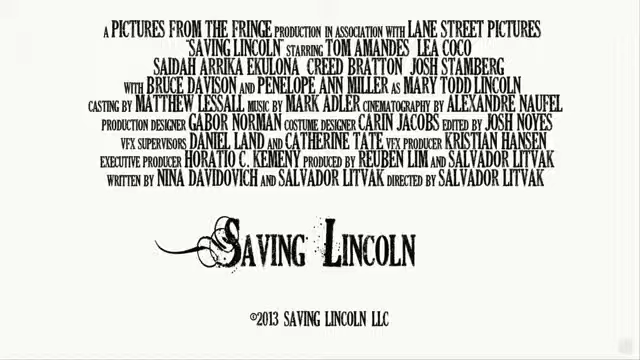 A PICTURES FROM THE FRINGE PRODUCTION IN ASSOCIATION WITH LANE STREET PICTURES
"SAVING LINCOLN" STARRING TOM AMANDES LEA COCO
SAIDAH ARRIKA EKULONA CREED BRATTON JOSH STAMBERG
WITH BRUCE DAVISON AND PENELOPE ANN MILLER AS MARY TODD LINCOLN
CASTING BY MATTHEW LESSALL MUSIC BY MARK ADLER CINEMATOGRAPHY BY ALEXANDRE NAUFEL
PRODUCTION DESIGNER GABOR NORMAN COSTUME DESIGNER CARIN JACOBS EDITED BY JOSH NOYES
VFX SUPERVISORS DANIEL LAND AND CATHERINE TATE VFX PRODUCER KRISTIAN HANSEN
EXECUTIVE PRODUCER HORATIO C. KEMENY PRODUCED BY REUBEN LIM AND SALVADOR LITVAK
WRITTEN BY NINA DAVIDOVICH AND SALVADOR LITVAK DIRECTED BY SALVADOR LITVAK
SAVING LINCOLN
©2013 SAVING LINCOLN LLC